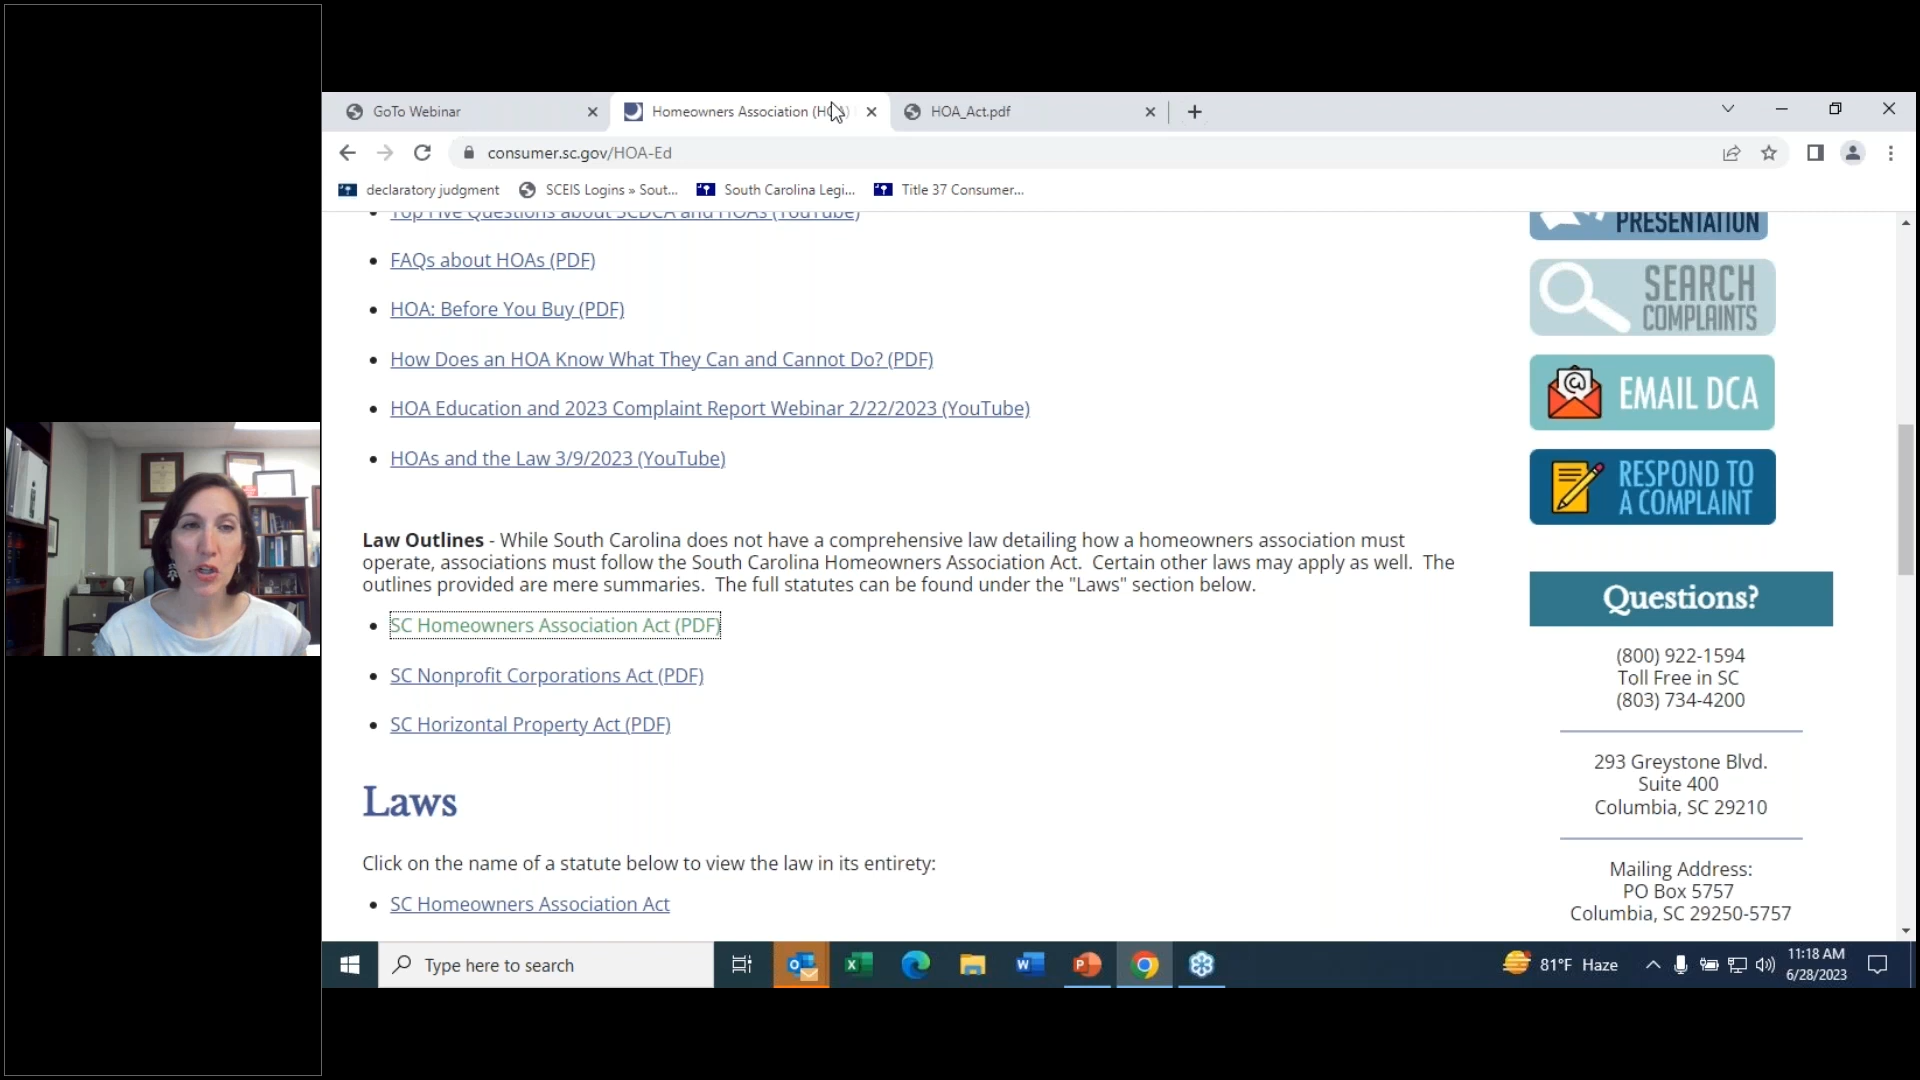 GoTo Webinar
Homeowners Association (HOA)
HOA_Act.pdf
consumer.sc.gov/HOA-Ed
declaratory judgment
SCEIS Logins » Sout...
South Carolina Legi...
Title 37 Consumer...
Top Five Questions about SCDCA and HOAs (YouTube)
FAQs about HOAs (PDF)
HOA: Before You Buy (PDF)
How Does an HOA Know What They Can and Cannot Do? (PDF)
HOA Education and 2023 Complaint Report Webinar 2/22/2023 (YouTube)
HOAs and the Law 3/9/2023 (YouTube)
Law Outlines - While South Carolina does not have a comprehensive law detailing how a homeowners association must
operate, associations must follow the South Carolina Homeowners Association Act. Certain other laws may apply as well. The
outlines provided are mere summaries. The full statutes can be found under the "Laws" section below.
SC Homeowners Association Act (PDF)
SC Nonprofit Corporations Act (PDF)
SC Horizontal Property Act (PDF)
Laws
Click on the name of a statute below to view the law in its entirety:
SC Homeowners Association Act
PRESENTATION
SEARCH
COMPLAINTS
EMAIL DCA
RESPOND TO
A COMPLAINT
Questions?
(800) 922-1594
Toll Free in SC
(803) 734-4200
293 Greystone Blvd.
Suite 400
Columbia, SC 29210
Mailing Address:
PO Box 5757
Columbia, SC 29250-5757
Type here to search
81°F Haze
11:18 AM
6/28/2023